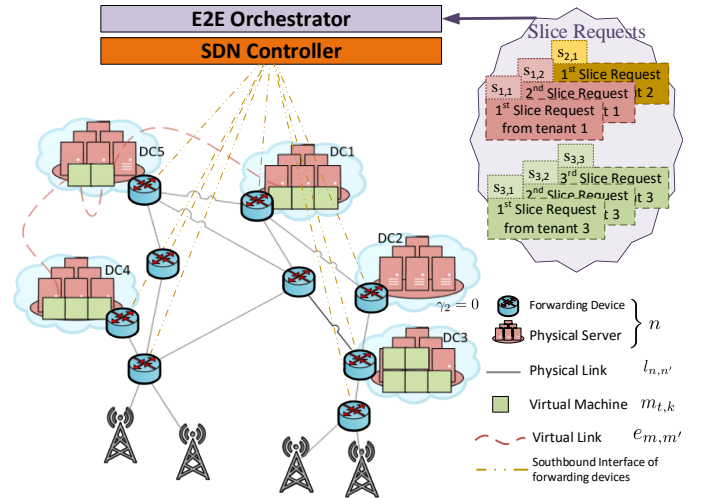 E2E Orchestrator
SDN Controller
Slice Requests
s2,1
s1,2
1st Slice Request
s1,1
2nd Slice Request
ant 2
1st Slice Request
t 1
from tenant 1
s3,3
s3,2
3rd Slice Request
s3,1
2nd Slice Request
ant 3
1st Slice Request
t 3
from tenant 3
DC5
DC1
DC2
DC4
γ2 = 0
DC3
Forwarding Device
n
Physical Server
Physical Link ln,n′
Virtual Machine mt,k
Virtual Link em,m′
Southbound Interface of
forwarding devices